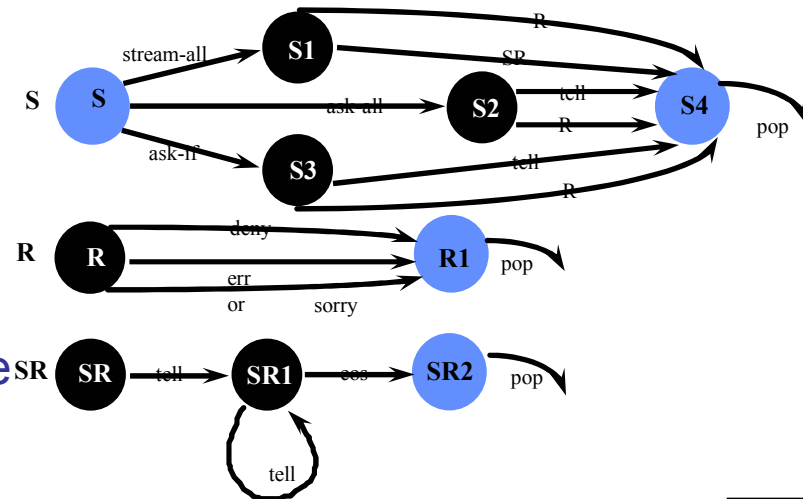 R
S1
stream-all
SR
S
S
ask-all
S2
tell
R
S4
pop
ask-if
S3
tell
R
deny
R
R
R1
pop
err
or
sorry
e
SR
SR
tell
SR1
eos
SR2
pop
tell